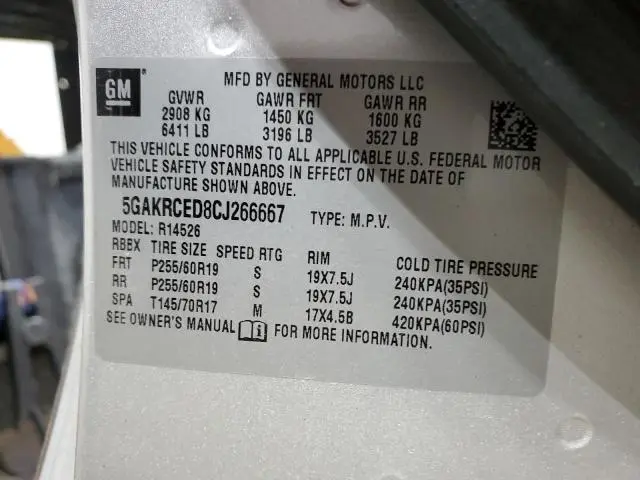 GM
MFD BY GENERAL MOTORS LLC
GVWR GAWR FRT GAWR RR
2908 KG 1450 KG 1600 KG
6411 LB 3196 LB 3527 LB
THIS VEHICLE CONFORMS TO ALL APPLICABLE U.S. FEDERAL MOTOR
VEHICLE SAFETY STANDARDS IN EFFECT ON THE DATE OF
MANUFACTURE SHOWN ABOVE.
5GAKRCED8CJ266667 TYPE: M.P.V.
MODEL: R14526
RBBX TIRE SIZE SPEED RTG RIM COLD TIRE PRESSURE
FRT P255/60R19 S 19X7.5J 240KPA(35PSI)
RR P255/60R19 S 19X7.5J 240KPA(35PSI)
SPA T145/70R17 M 17X4.5B 420KPA(60PSI)
SEE OWNER'S MANUAL FOR MORE INFORMATION.